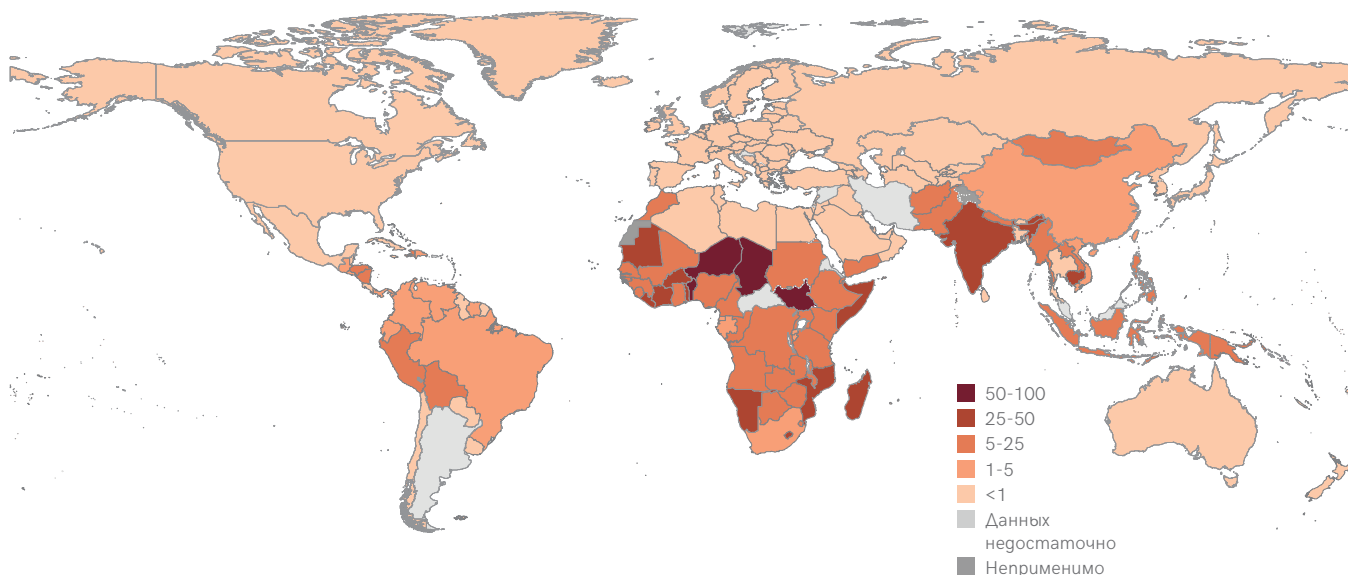 50-100
25-50
5-25
1-5
<1
Данных
недостаточно
Неприменимо